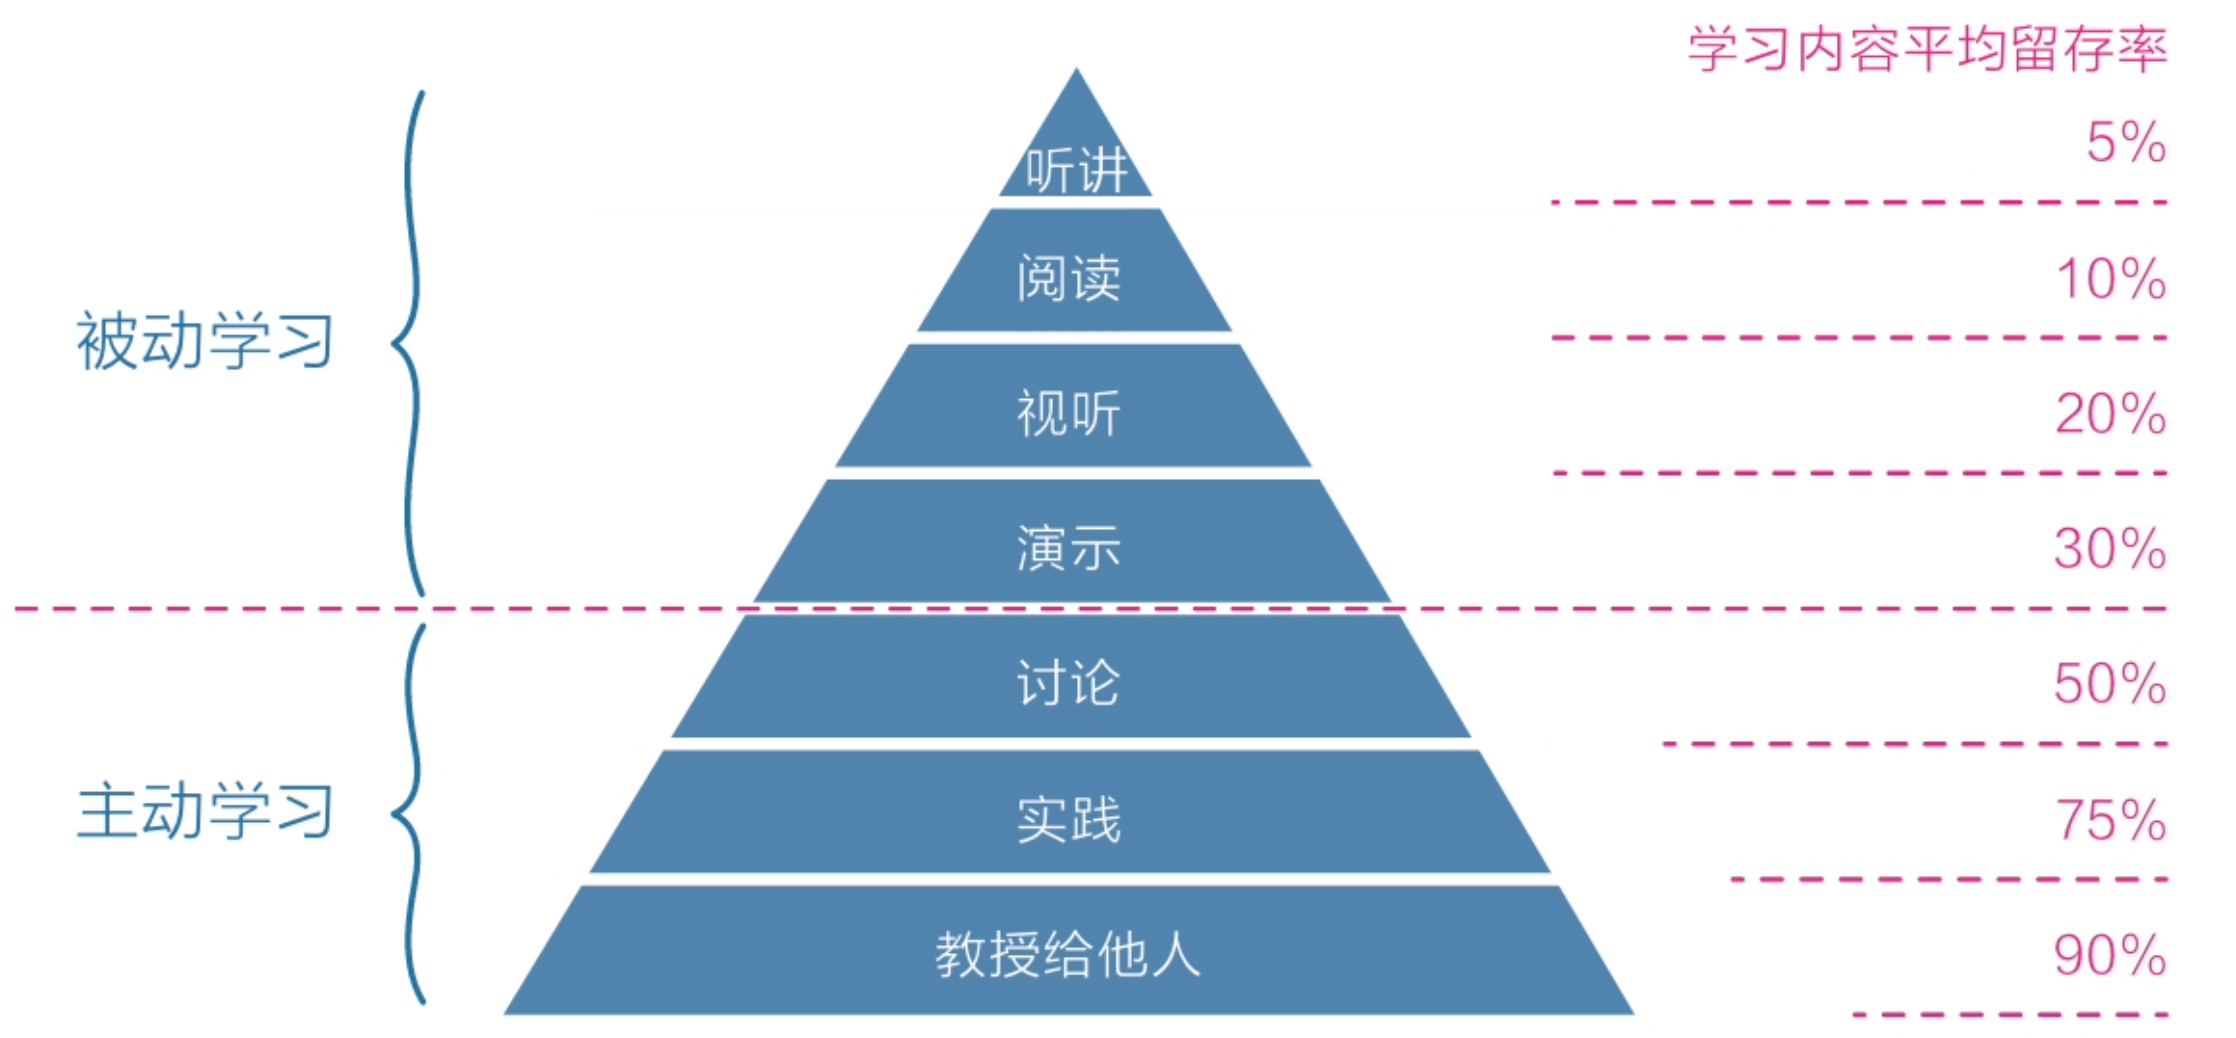 学习内容平均留存率
听讲
5%
阅读
10%
被动学习
视听
20%
演示
30%
讨论
50%
主动学习
实践
75%
教授给他人
90%